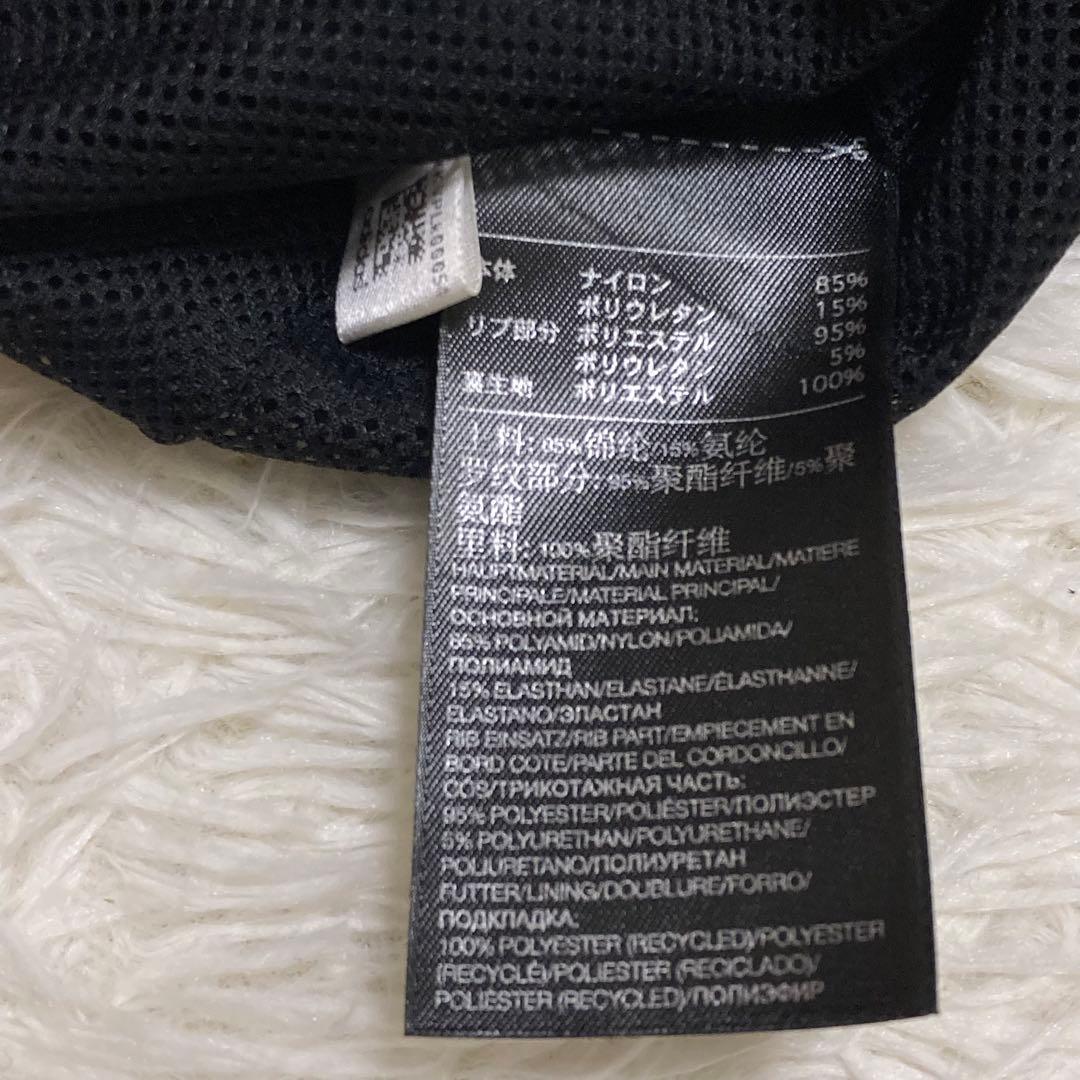 本体 ナイロン 85%
ポリウレタン 15%
リブ部分 ポリエステル 95%
ポリウレタン 5%
裏生地 ポリエステル 100%
料: 锦纶 15%氨纶
罗纹部分: 95%聚酯纤维/5%聚
氨酯
里料: 100%聚酯纤维
HAUPTMATERIAL/MAIN MATERIAL/MATIERE
PRINCIPALE/MATERIAL PRINCIPAL/
ОСНОВНОЙ МАТЕРИАЛ:
85% POLYAMID/NYLON/POLIAMIDA/
ПОЛИАМИД
15% ELASTHAN/ELASTANE/ÉLASTHANNE/
ELASTANO/ЭЛАСТАН
RIB EINSATZ/RIB PART/EMPIECEMENT EN
BORD COTE/PARTE DEL CORDONCILLO/
COS/ТРИКОТАЖНАЯ ЧАСТЬ:
95% POLYESTER/POLIÉSTER/ПОЛИЭСТЕР
5% POLYURETHAN/POLYURETHANE/
POLIURETANO/ПОЛИУРЕТАН
FUTTER/LINING/DOUBLURE/FORRO/
ПОДКЛАДКА:
100% POLYESTER (RECYCLED)/POLYESTER
(RECYCLÉ)/POLIESTER (RECICLADO)/
POLIÉSTER (RECYCLED)/ПОЛИЭФИР